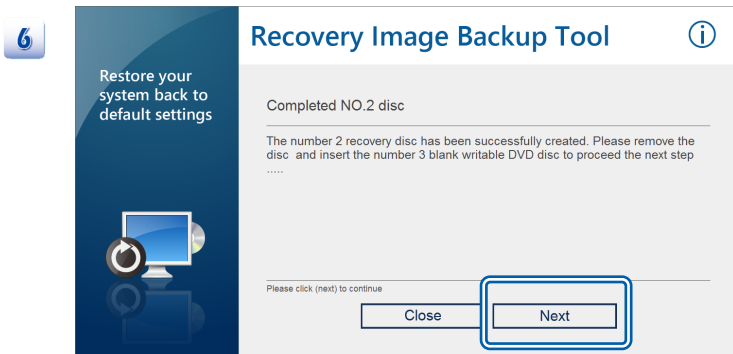 6
Recovery Image Backup Tool
i
Restore your
system back to
default settings
Completed NO.2 disc
The number 2 recovery disc has been successfully created. Please remove the
disc and insert the number 3 blank writable DVD disc to proceed the next step
.....
Please click (next) to continue
Close
Next